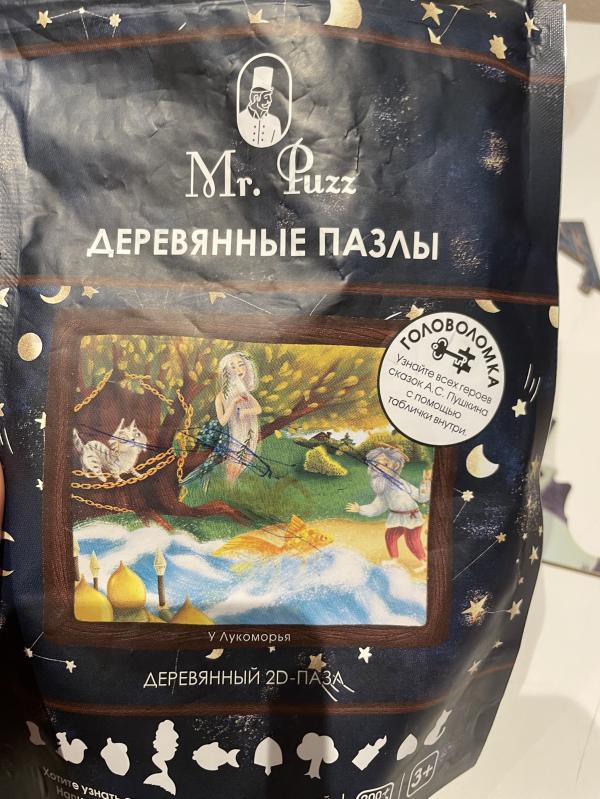 Mr. Puzz
ДЕРЕВЯННЫЕ ПАЗЛЫ
ГОЛОВОЛОМКА
Узнайте всех героев
сказок А.С. Пушкина
с помощью
таблички внутри.
У Лукоморья
ДЕРЕВЯННЫЙ 2D-ПАЗЛ
Хотите узнать
3+